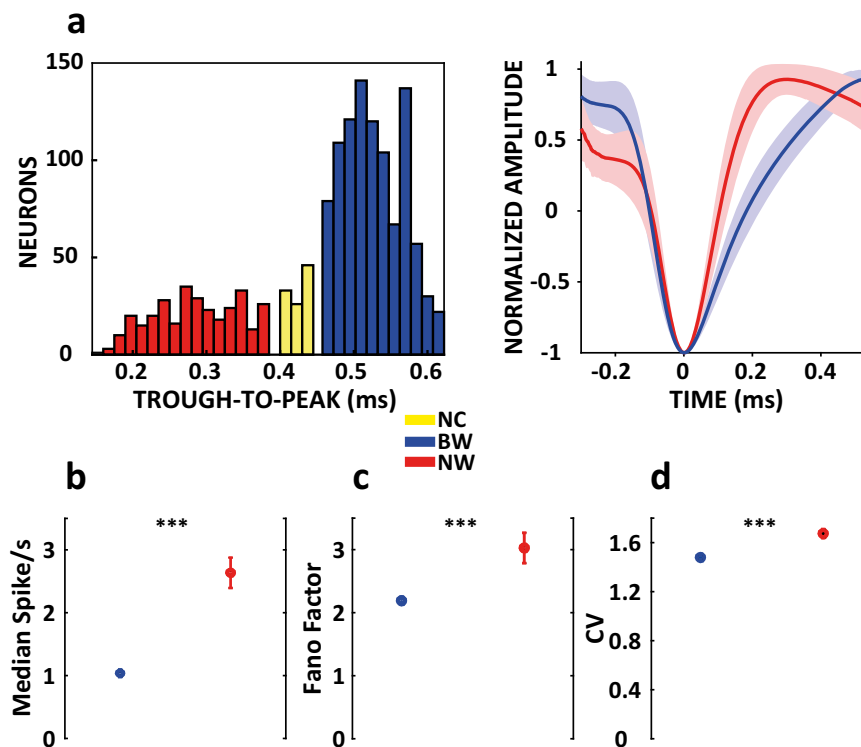 a
NEURONS
150
100
50
0
0.2 0.3 0.4 0.5 0.6
TROUGH-TO-PEAK (ms)
NORMALIZED AMPLITUDE
1
0.5
0
-0.5
-1
-0.2 0 0.2 0.4
TIME (ms)
NC
BW
NW
b
***
Median Spike/s
3
2
1
0
c
***
Fano Factor
3
2
1
0
d
***
CV
1.6
1.2
0.8
0.4
0